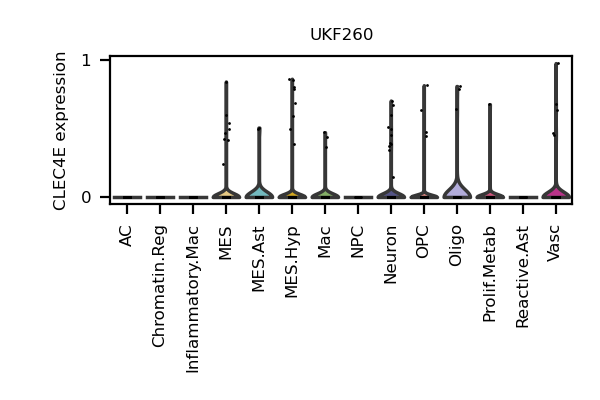 UKF260
CLEC4E expression
1
0
AC
Chromatin.Reg
Inflammatory.Mac
MES
MES.Ast
MES.Hyp
Mac
NPC
Neuron
OPC
Oligo
Prolif.Metab
Reactive.Ast
Vasc